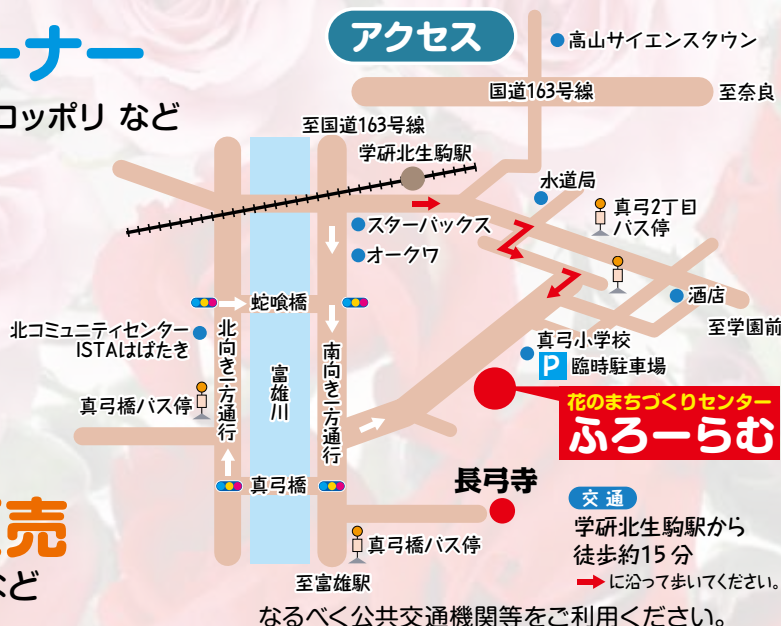 ーナー
コッポリ など
アクセス
高山サイエンスタウン
国道163号線
至奈良
至国道163号線
学研北生駒駅
水道局
真弓2丁目
バス停
スターバックス
オークワ
蛇喰橋
酒店
至学園前
北コミュニティセンター
ISTAはばたき
北向き一方通行
富雄川
南向き一方通行
真弓小学校
P 臨時駐車場
真弓橋バス停
花のまちづくりセンター
ふろーらむ
真弓橋
長弓寺
売
など
真弓橋バス停
至富雄駅
交通
学研北生駒駅から
徒歩約15分
に沿って歩いてください。
なるべく公共交通機関等をご利用ください。